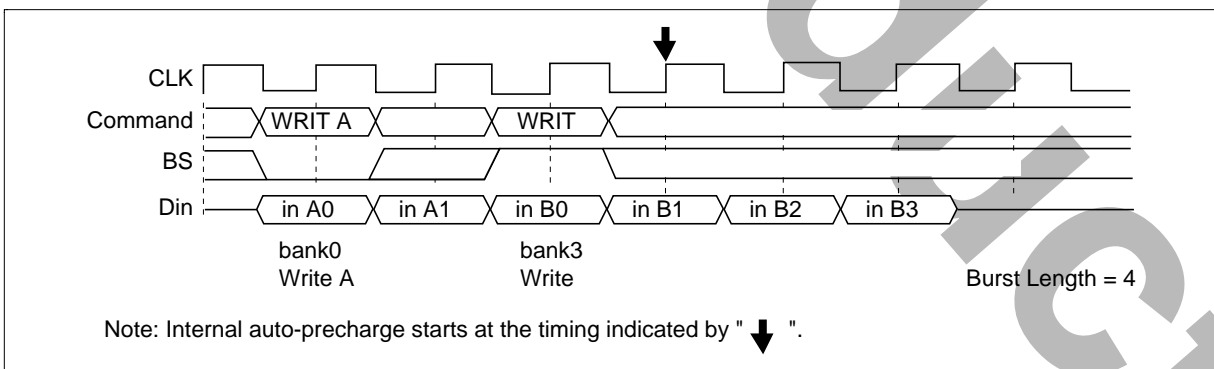 CLK
Command WRIT A WRIT
BS
Din in A0 in A1 in B0 in B1 in B2 in B3
bank0 bank3
Write A Write Burst Length = 4
Note: Internal auto-precharge starts at the timing indicated by " ".
duct